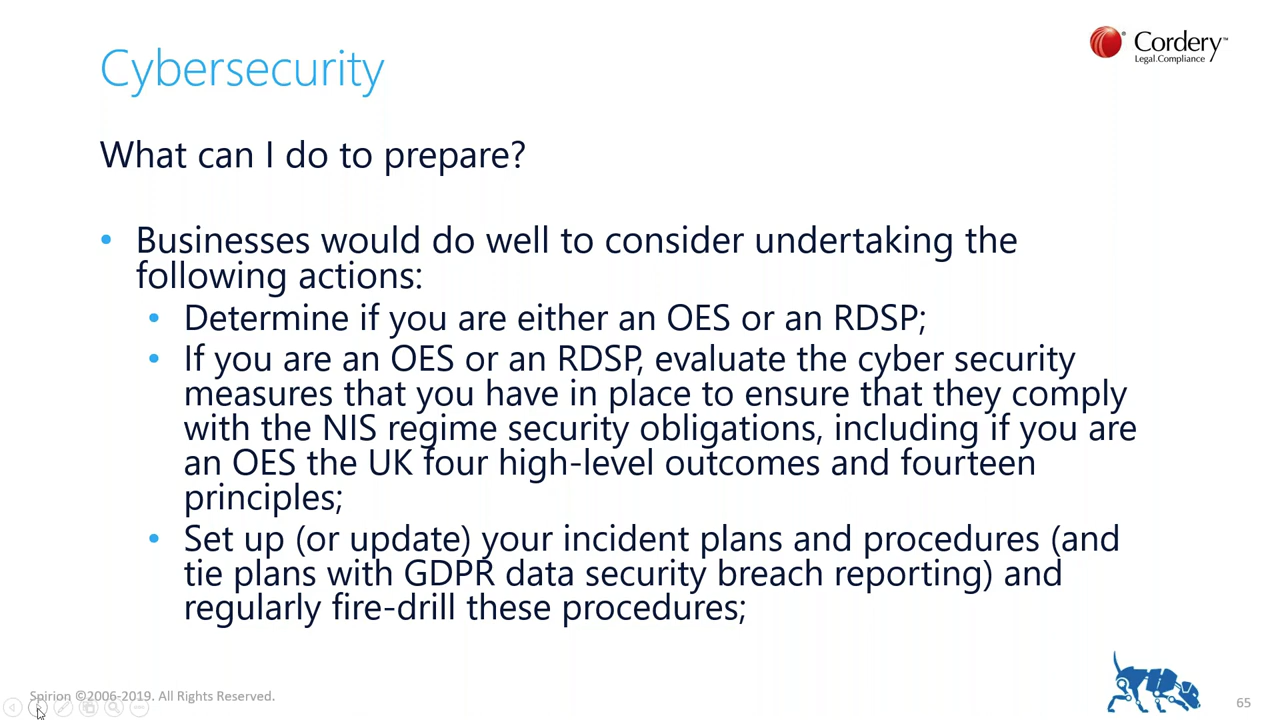 Cybersecurity
Cordery™
Legal.Compliance
What can I do to prepare?
• Businesses would do well to consider undertaking the
following actions:
• Determine if you are either an OES or an RDSP;
• If you are an OES or an RDSP, evaluate the cyber security
measures that you have in place to ensure that they comply
with the NIS regime security obligations, including if you are
an OES the UK four high-level outcomes and fourteen
principles;
• Set up (or update) your incident plans and procedures (and
tie plans with GDPR data security breach reporting) and
regularly fire-drill these procedures;
Spirion ©2006-2019. All Rights Reserved.
65